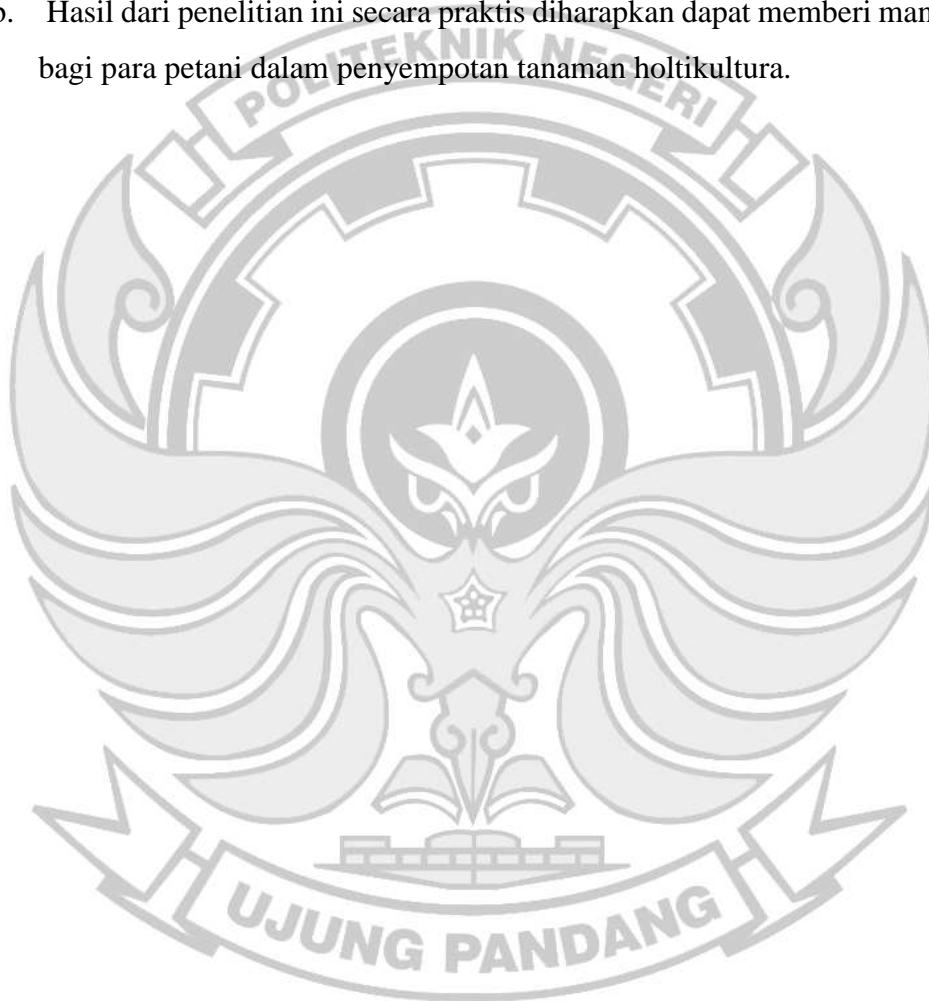 b. Hasil dari penelitian ini secara praktis diharapkan dapat memberi man
bagi para petani dalam penyempotan tanaman holtikultura.
POLITEKNIK NEGERI
UJUNG PANDANG